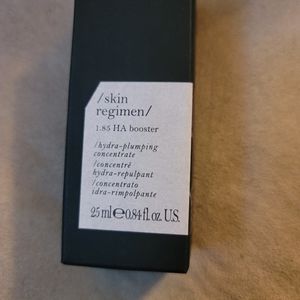 /skin
regimen/
1.85 HA booster
/hydra-plumping
concentrate
/concentré
hydra-repulpant
/concentrato
idra-rimpolpante
25 ml℮0.84 fl. oz. U.S.